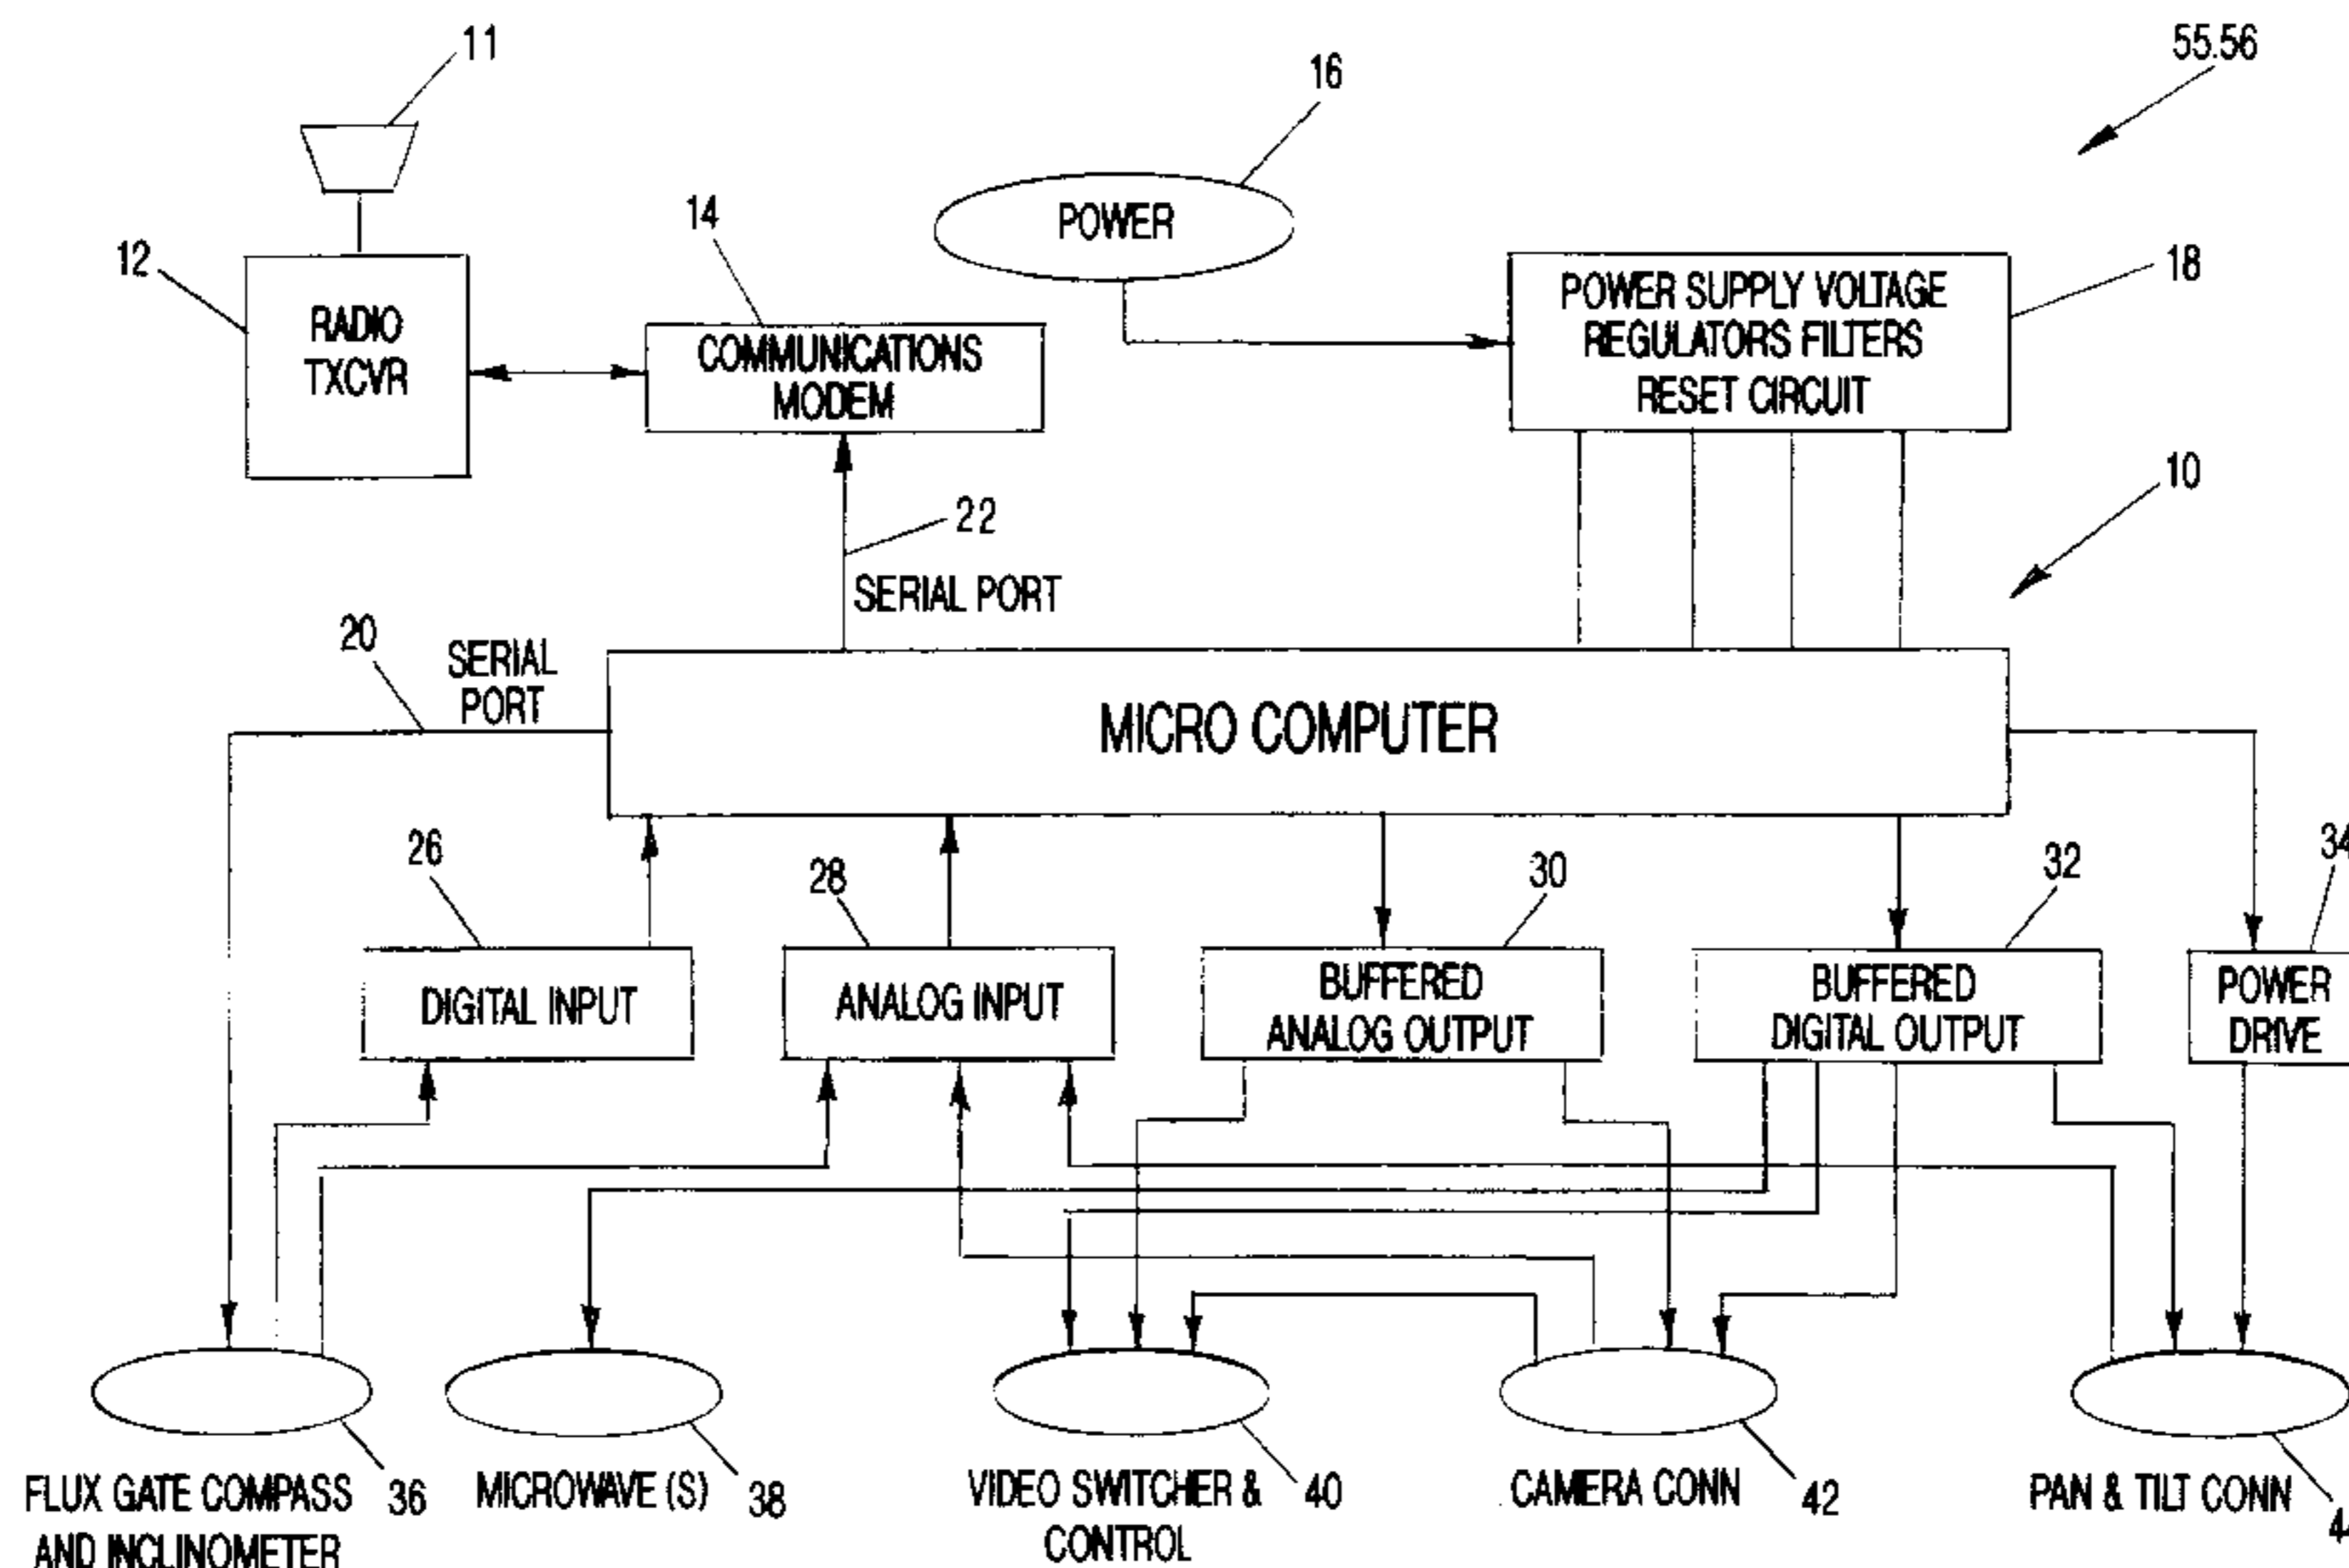 11
55.56
16
14
POWER
12
18
RADIO
TXCVR
POWER SUPPLY VOLTAGE
REGULATORS FILTERS
RESET CIRCUIT
COMMUNICATIONS
MODEM
10
22
SERIAL PORT
20
SERIAL
PORT
MICRO COMPUTER
26
28
30
32
34
DIGITAL INPUT
ANALOG INPUT
BUFFERED
ANALOG OUTPUT
BUFFERED
DIGITAL OUTPUT
POWER
DRIVE
FLUX GATE COMPASS
AND INCLINOMETER
36
MICROWAVE (S)
38
VIDEO SWITCHER &
CONTROL
40
CAMERA CONN
42
PAN & TILT CONN